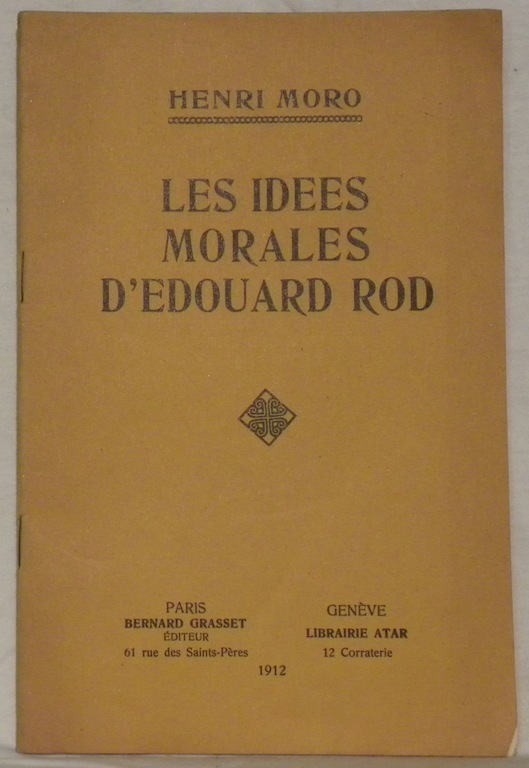 HENRI MORO
LES IDEES
MORALES
D'EDOUARD ROD
PARIS
BERNARD GRASSET
ÉDITEUR
61 rue des Saints-Pères
GENÈVE
LIBRAIRIE ATAR
12 Corraterie
1912